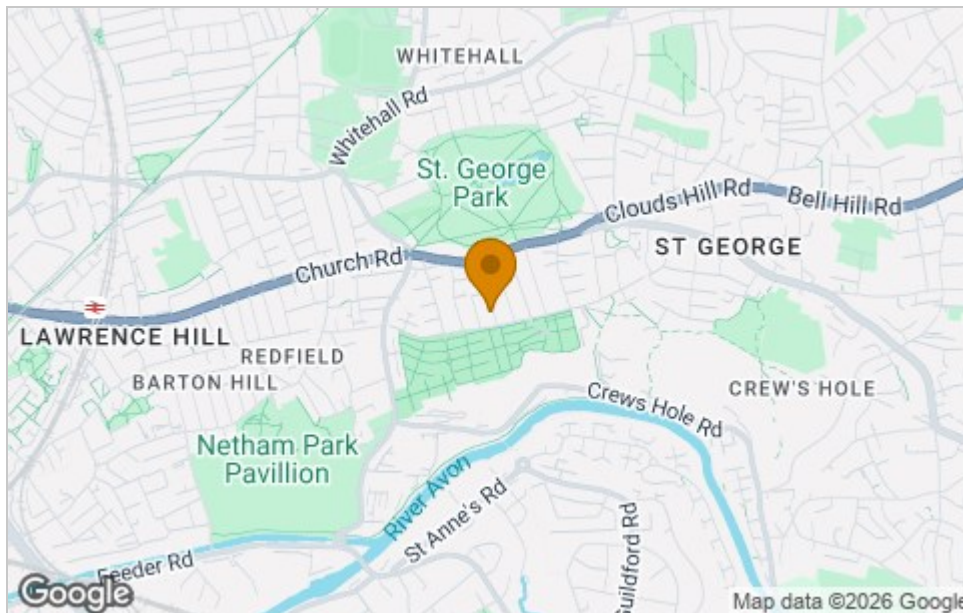 WHITEHALL
Whitehall Rd
St. George
Park
Clouds Hill Rd
Bell Hill Rd
ST GEORGE
Church Rd
LAWRENCE HILL
REDFIELD
BARTON HILL
CREW'S HOLE
Crews Hole Rd
Netham Park
Pavillion
River Avon
St Anne's Rd
Guildford Rd
Feeder Rd
Google
Map data ©2026 Google